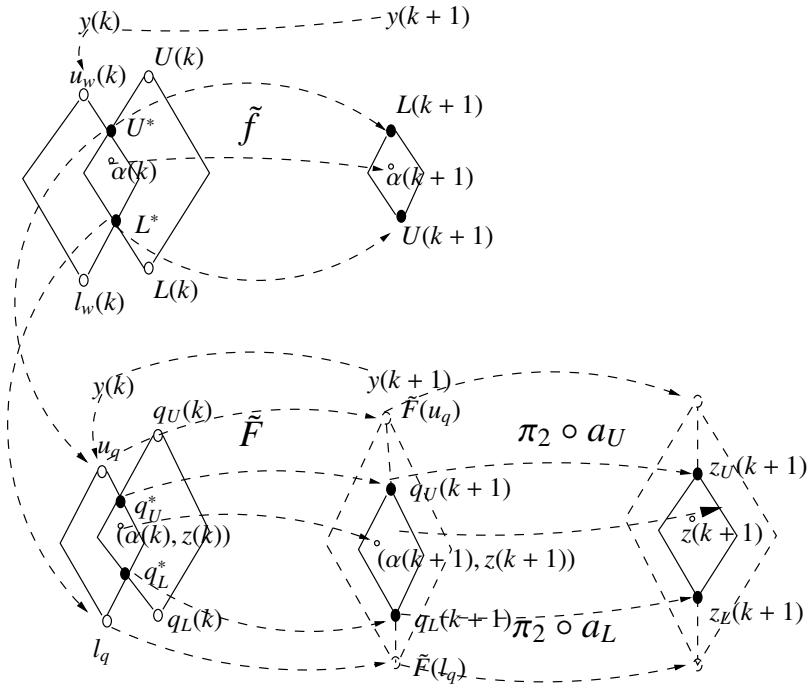 y(k) y(k+1)
u_w(k) U(k)
L(k+1)
U* f̃
α(k) α(k+1)
L*
U(k+1)
l_w(k) L(k)
y(k) y(k+1)
q_U(k) F̃(u_q)
F̃̄ π₂ ∘ a_U
u_q
q*_U q_U(k+1) z_U(k+1)
(α(k), z(k)) (α(k+1), z(k+1)) z(k+1)
q*_L
q_L(k) q_L(k+1) π₂ ∘ a_L z_L(k+1)
l_q F̃(l_q)